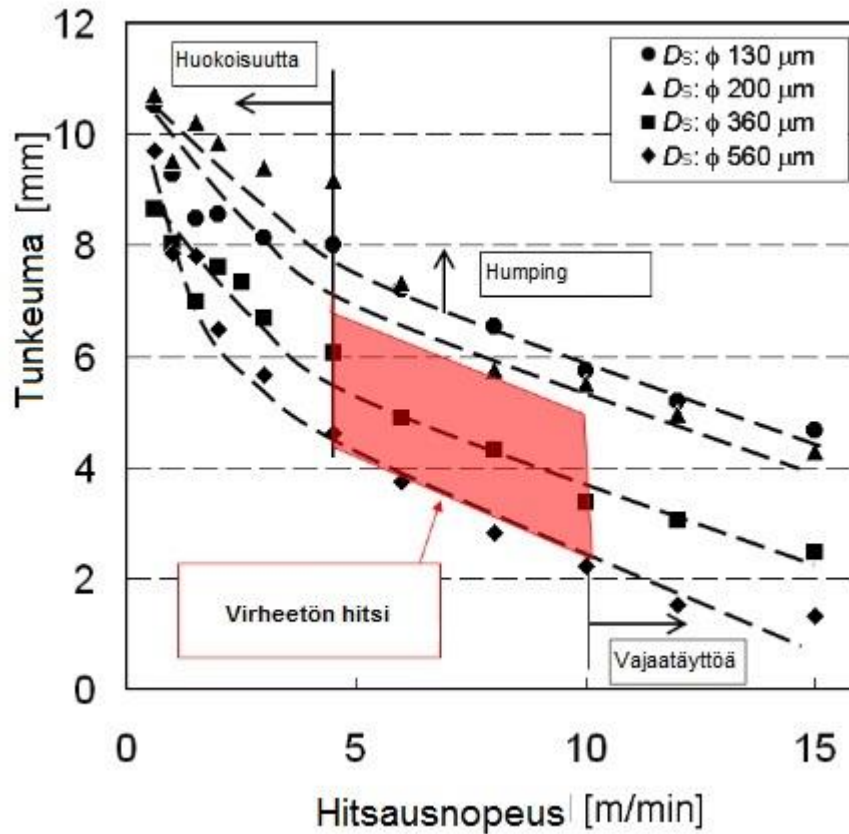 12
10
8
6
4
2
0
0
5
10
15
Tunkeuma [mm]
Hitsausnopeus [m/min]
Huokoisuutta
● Ds: ϕ 130 μm
▲ Ds: ϕ 200 μm
■ Ds: ϕ 360 μm
◆ Ds: ϕ 560 μm
Humping
Virheetön hitsi
Vajaatäyttöä